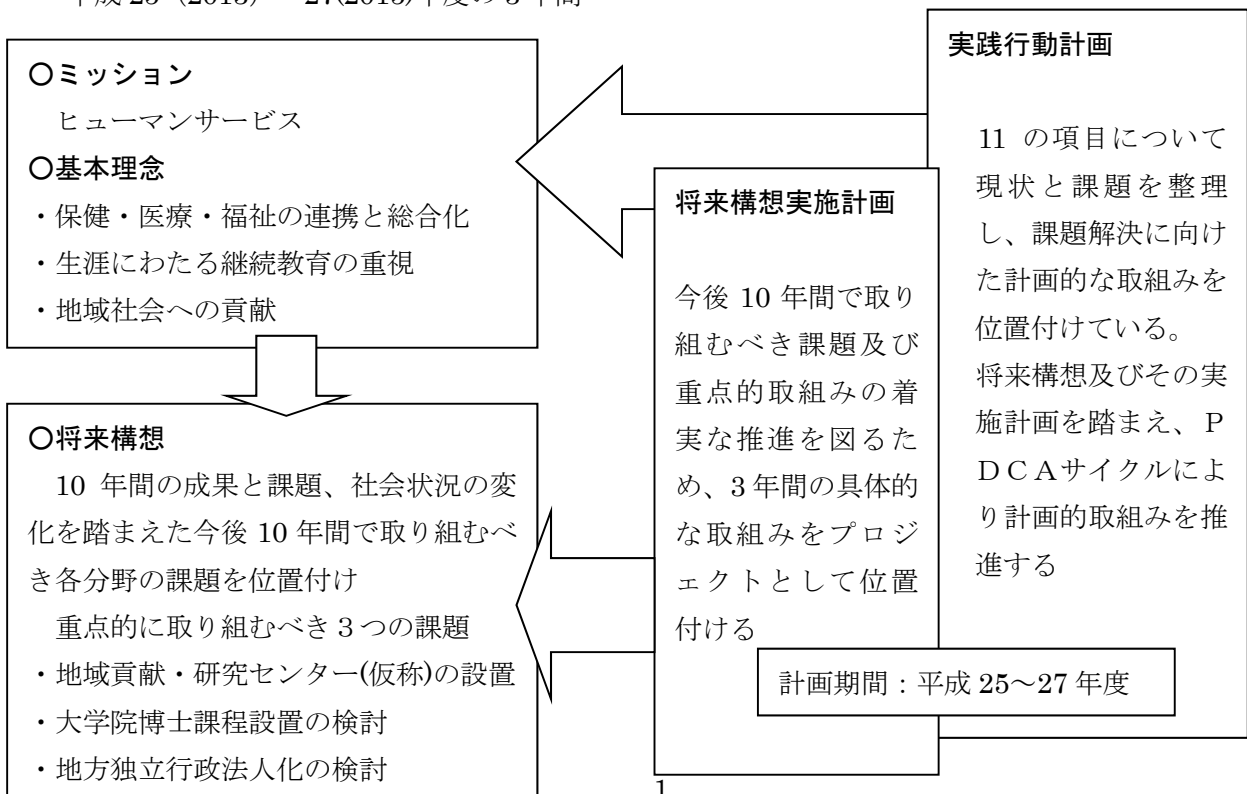 平成 25（2013）～27(2015)年度の 3 年間
〇ミッション
ヒューマンサービス
〇基本理念
・保健・医療・福祉の連携と総合化
・生涯にわたる継続教育の重視
・地域社会への貢献
〇将来構想
10 年間の成果と課題、社会状況の変
化を踏まえた今後 10 年間で取り組むべ
き各分野の課題を位置付け
重点的に取り組むべき３つの課題
・地域貢献・研究センター(仮称)の設置
・大学院博士課程設置の検討
・地方独立行政法人化の検討
将来構想実施計画
今後 10 年間で取り
組むべき課題及び
重点的取組みの着
実な推進を図るた
め、3 年間の具体的
な取組みをプロジ
ェクトとして位置
付ける
実践行動計画
11 の項目について
現状と課題を整理
し、課題解決に向け
た計画的な取組みを
位置付けている。
将来構想及びその実
施計画を踏まえ、Ｐ
ＤＣＡサイクルによ
り計画的取組みを推
進する
計画期間：平成 25～27 年度
1